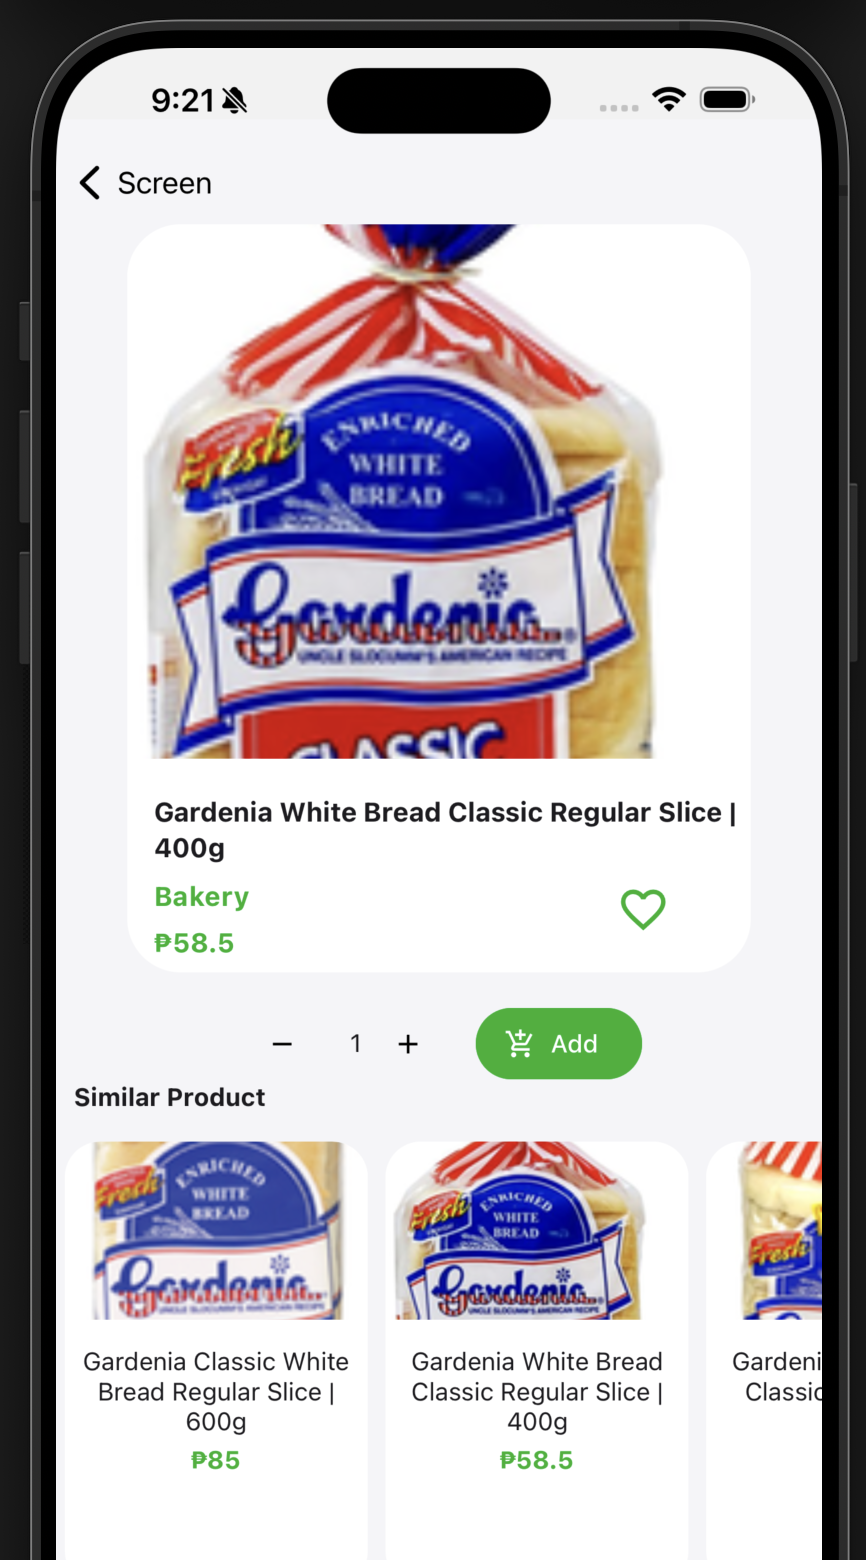 9:21
Screen
Fresh
ENRICHED
WHITE
BREAD
Gardenia
UNCLE SLOCUMM'S AMERICAN RECIPE
CLASSIC
Gardenia White Bread Classic Regular Slice |
400g
Bakery
₱58.5
1
Add
Similar Product
Fresh
ENRICHED
WHITE
BREAD
Gardenia
UNCLE SLOCUMM'S AMERICAN RECIPE
Gardenia Classic White
Bread Regular Slice |
600g
₱85
Fresh
ENRICHED
WHITE
BREAD
Gardenia
UNCLE SLOCUMM'S AMERICAN RECIPE
Gardenia White Bread
Classic Regular Slice |
400g
₱58.5
Fresh
Gardeni
Classic